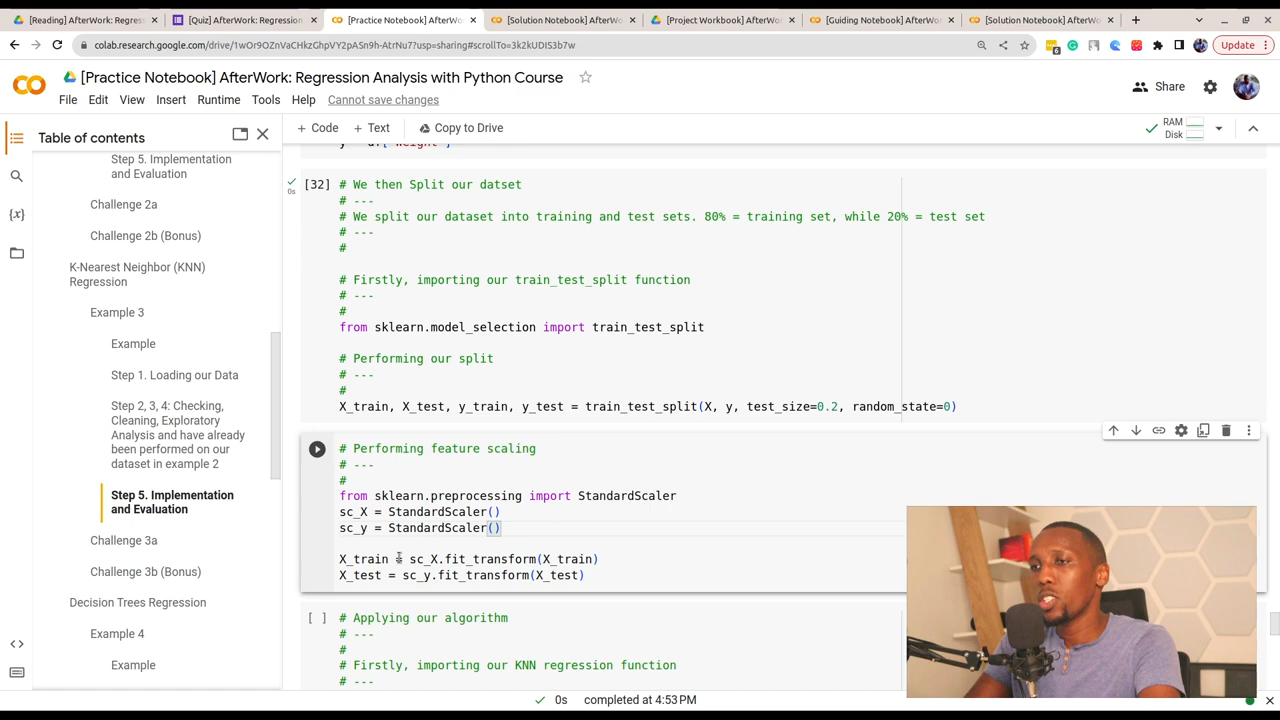 [Reading] AfterWork: Regress
[Quiz] AfterWork: Regression
[Practice Notebook] AfterWo
[Solution Notebook] AfterWo
[Project Workbook] AfterWor
[Guiding Notebook] AfterWo
[Solution Notebook] AfterWo
colab.research.google.com/drive/1wOr9OZnVaCHkzGhpVY2pASn9h-AtrNu7?usp=sharing#scrollTo=3k2kUDIS3b7w
6
Update
[Practice Notebook] AfterWork: Regression Analysis with Python Course
File Edit View Insert Runtime Tools Help Cannot save changes
Share
Table of contents
+ Code + Text Copy to Drive
RAM
Disk
Step 5. Implementation
and Evaluation
Challenge 2a
Challenge 2b (Bonus)
K-Nearest Neighbor (KNN)
Regression
Example 3
Example
Step 1. Loading our Data
Step 2, 3, 4: Checking,
Cleaning, Exploratory
Analysis and have already
been performed on our
dataset in example 2
Step 5. Implementation
and Evaluation
Challenge 3a
Challenge 3b (Bonus)
Decision Trees Regression
Example 4
Example
0s
[32] # We then Split our datset
# ---
# We split our dataset into training and test sets. 80% = training set, while 20% = test set
# ---
#
# Firstly, importing our train_test_split function
# ---
#
from sklearn.model_selection import train_test_split
# Performing our split
# ---
#
X_train, X_test, y_train, y_test = train_test_split(X, y, test_size=0.2, random_state=0)
# Performing feature scaling
# ---
#
from sklearn.preprocessing import StandardScaler
sc_X = StandardScaler()
sc_y = StandardScaler()
X_train = sc_X.fit_transform(X_train)
X_test = sc_y.fit_transform(X_test)
[ ] # Applying our algorithm
# ---
#
# Firstly, importing our KNN regression function
# ---
0s completed at 4:53 PM